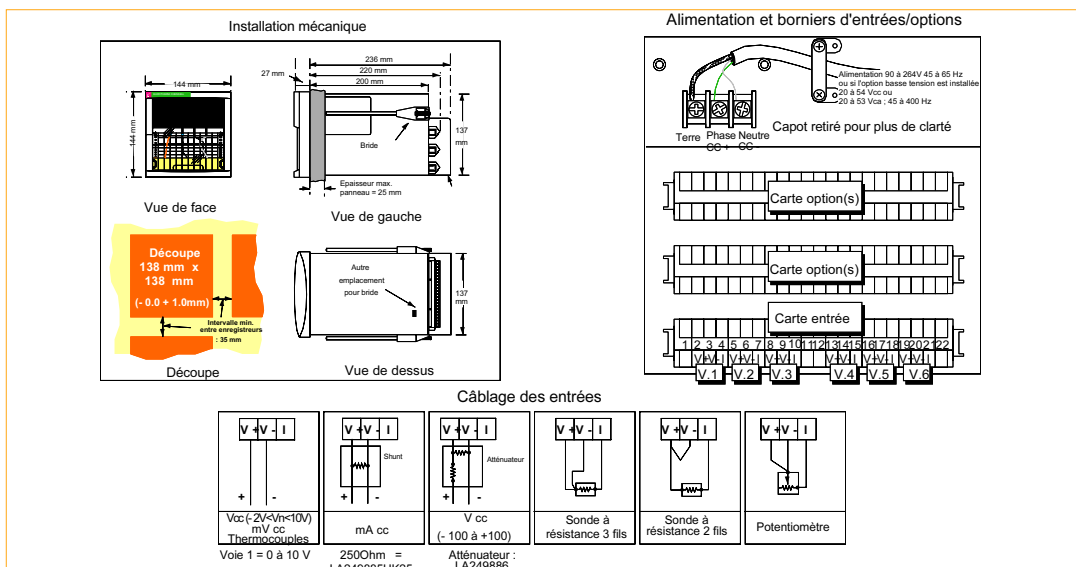 Installation mécanique
144 mm
144 mm
Vue de face
236 mm
220 mm
27 mm
200 mm
137
mm
Bride
Epaisseur max.
panneau = 25 mm
Vue de gauche
Découpe
138 mm x
138 mm
(- 0.0 + 1.0mm)
Intervalle min.
entre enregistreurs
: 35 mm
Découpe
Autre
emplacement
pour bride
137
mm
Vue de dessus
Alimentation et borniers d'entrées/options
Alimentation 90 à 264V 45 à 65 Hz
ou si l'option basse tension est installée
20 à 54 Vcc ou
20 à 53 Vca ; 45 à 400 Hz
Terre Phase Neutre
CC + CC -
Capot retiré pour plus de clarté
Carte option(s)
Carte option(s)
Carte entrée
1 2 3 4 5 6 7 8 9 10 11 12 13 14 15 16 17 18 19 20 21 22
V+ V- I V+ V- I V+ V- I V+ V- I V+ V- I V+ V- I
V.1 V.2 V.3 V.4 V.5 V.6
Câblage des entrées
V + V - I
+ -
Vcc (- 2V<Vn<10V)
mV cc
Thermocouples
Voie 1 = 0 à 10 V
V + V - I
Shunt
+ -
mA cc
250Ohm =
V + V - I
Atténuateur
+ -
V cc
(- 100 à +100)
Atténuateur :
LA249886
V + V - I
Sonde à
résistance 3 fils
V + V - I
Sonde à
résistance 2 fils
V + V - I
Potentiomètre